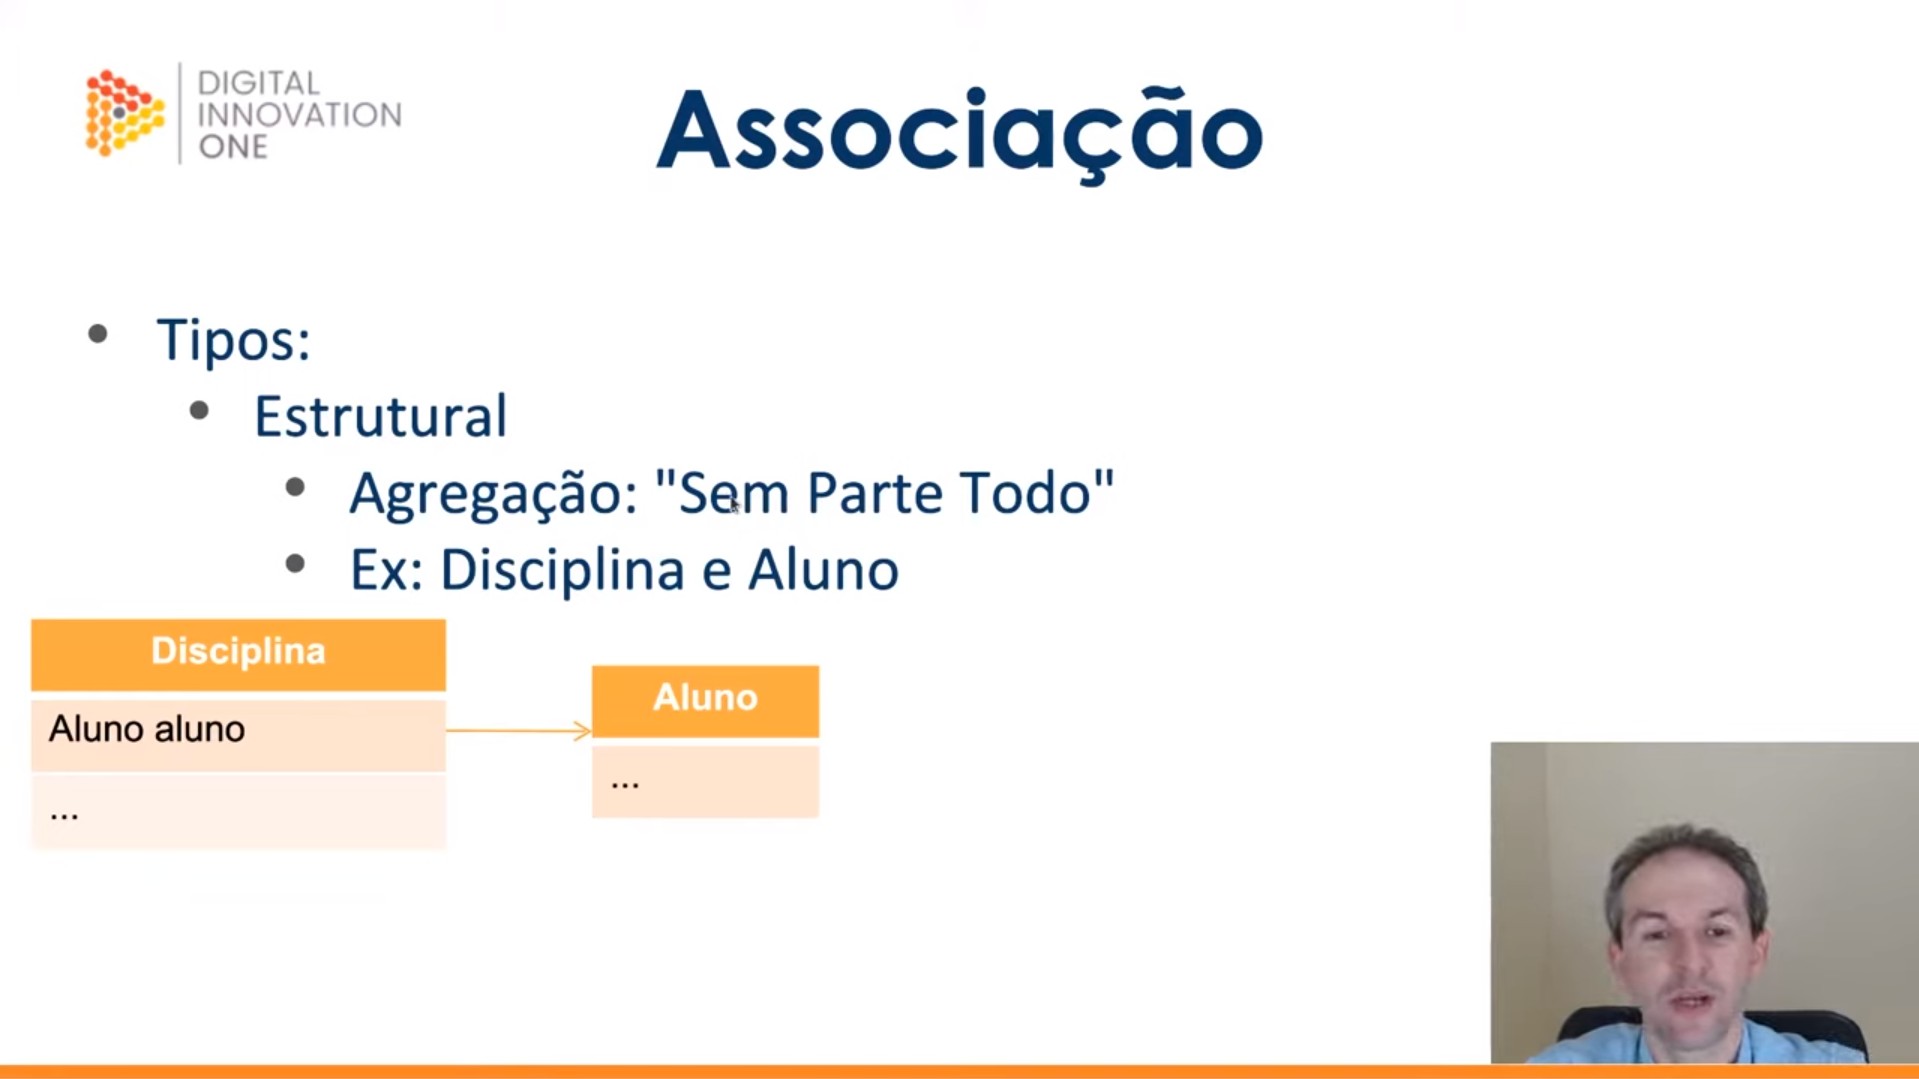 DIGITAL
INNOVATION
ONE
Associação
Tipos:
Estrutural
Agregação: "Sem Parte Todo"
Ex: Disciplina e Aluno
Disciplina
Aluno aluno
...
Aluno
...